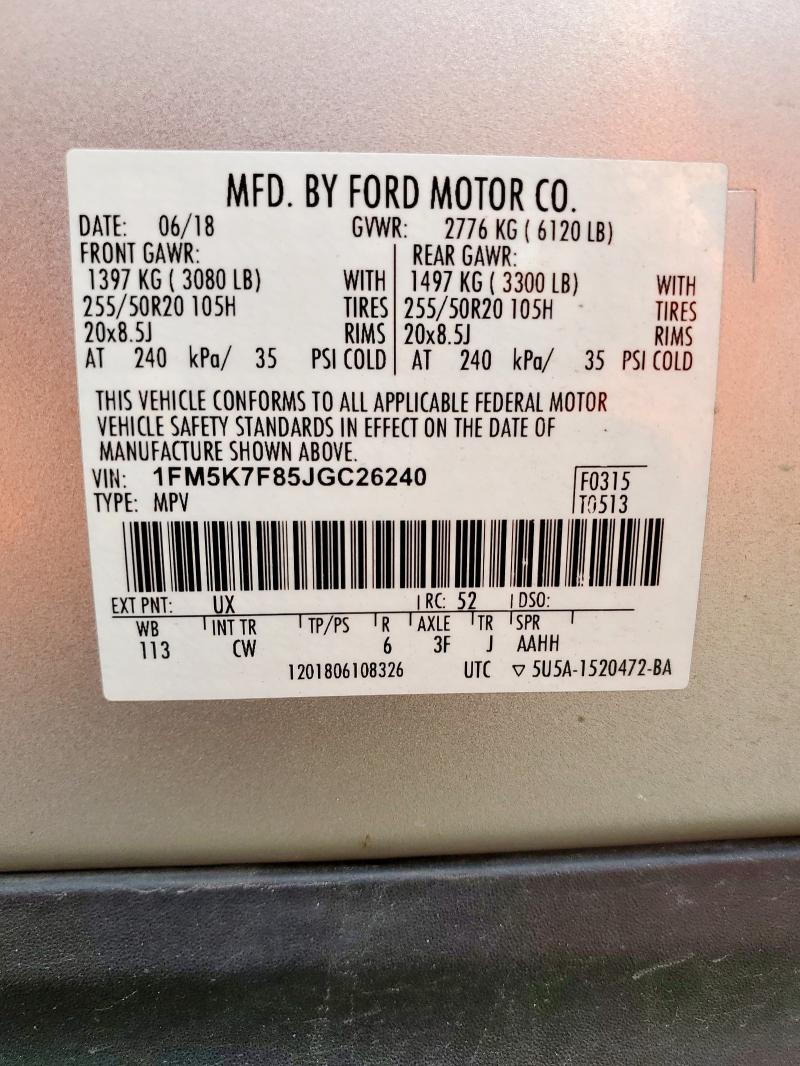 MFD. BY FORD MOTOR CO.
DATE: 06/18 GVWR: 2776 KG ( 6120 LB)
FRONT GAWR: REAR GAWR:
1397 KG ( 3080 LB) WITH 1497 KG ( 3300 LB) WITH
255/50R20 105H TIRES 255/50R20 105H TIRES
20x8.5J RIMS 20x8.5J RIMS
AT 240 kPa/ 35 PSI COLD AT 240 kPa/ 35 PSI COLD
THIS VEHICLE CONFORMS TO ALL APPLICABLE FEDERAL MOTOR
VEHICLE SAFETY STANDARDS IN EFFECT ON THE DATE OF
MANUFACTURE SHOWN ABOVE.
VIN: 1FM5K7F85JGC26240 F0315
TYPE: MPV T0513
EXT PNT: UX RC: 52 DSO:
WB INT TR TP/PS R AXLE TR SPR
113 CW 6 3F J AAHH
1201806108326 UTC ▽ 5U5A-1520472-BA